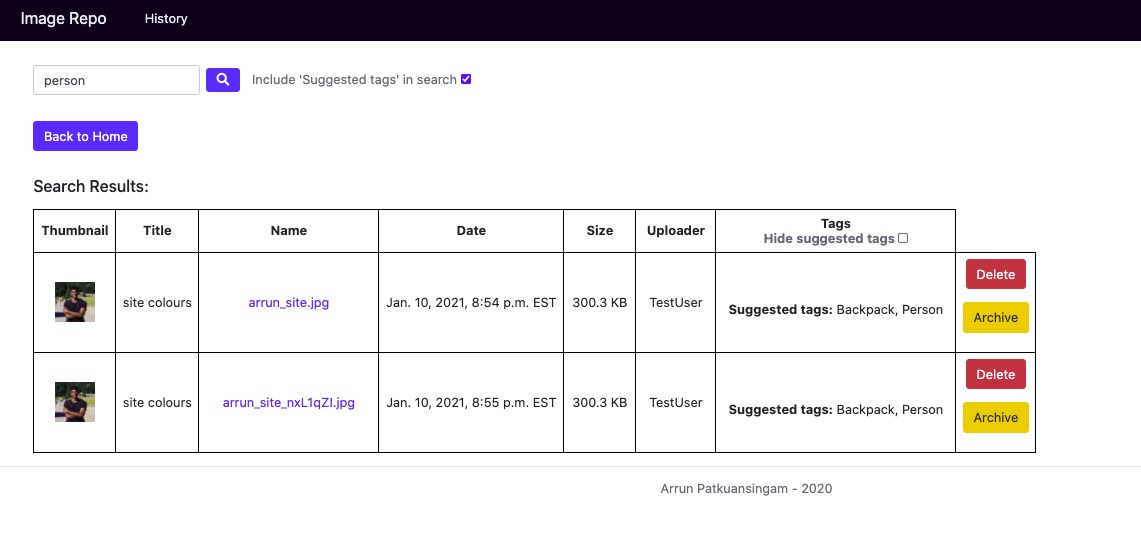 Image Repo History
person Include 'Suggested tags' in search
Back to Home
Search Results:
Thumbnail Title Name Date Size Uploader Tags
Hide suggested tags
site colours arrun_site.jpg Jan. 10, 2021, 8:54 p.m. EST 300.3 KB TestUser Suggested tags: Backpack, Person Delete
Archive
site colours arrun_site_nxL1qZI.jpg Jan. 10, 2021, 8:55 p.m. EST 300.3 KB TestUser Suggested tags: Backpack, Person Delete
Archive
Arrun Patkuansingam - 2020